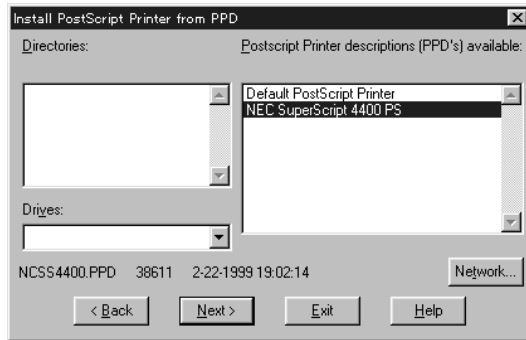 Install PostScript Printer from PPD
Directories:
Postscript Printer descriptions (PPD's) available:
Default PostScript Printer
NEC SuperScript 4400 PS
Drives:
NCSS4400.PPD 38611 2-22-1999 19:02:14
Network...
< Back
Next >
Exit
Help